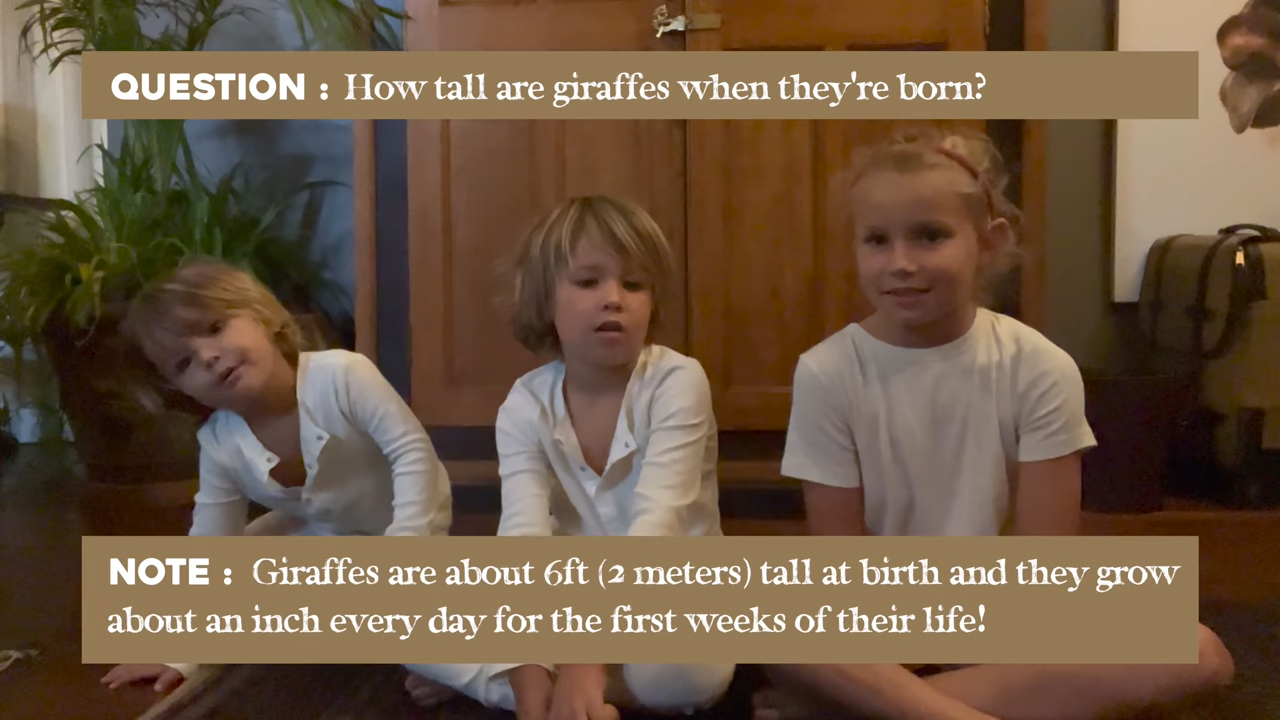 QUESTION : How tall are giraffes when they're born?
NOTE : Giraffes are about 6ft (2 meters) tall at birth and they grow
about an inch every day for the first weeks of their life!